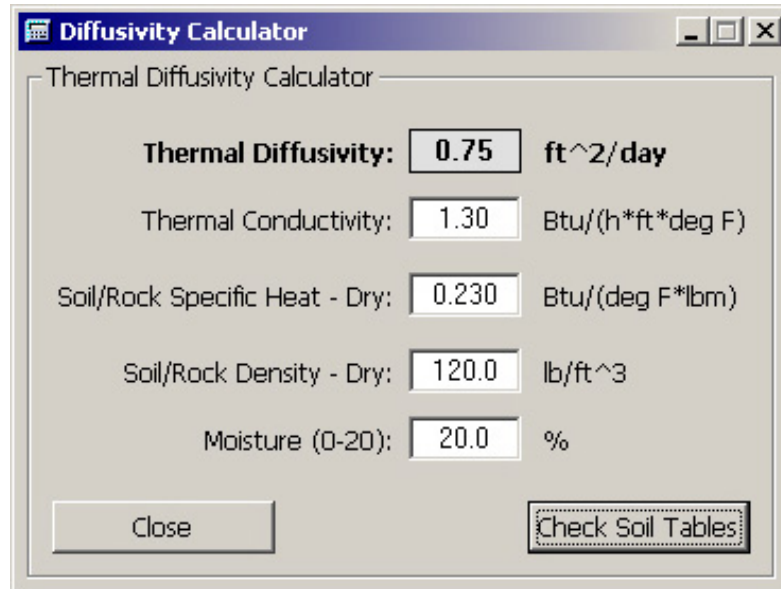 Diffusivity Calculator
Thermal Diffusivity Calculator
Thermal Diffusivity: 0.75 ft^2/day
Thermal Conductivity: 1.30 Btu/(h*ft*deg F)
Soil/Rock Specific Heat - Dry: 0.230 Btu/(deg F*lbm)
Soil/Rock Density - Dry: 120.0 lb/ft^3
Moisture (0-20): 20.0 %
Close Check Soil Tables